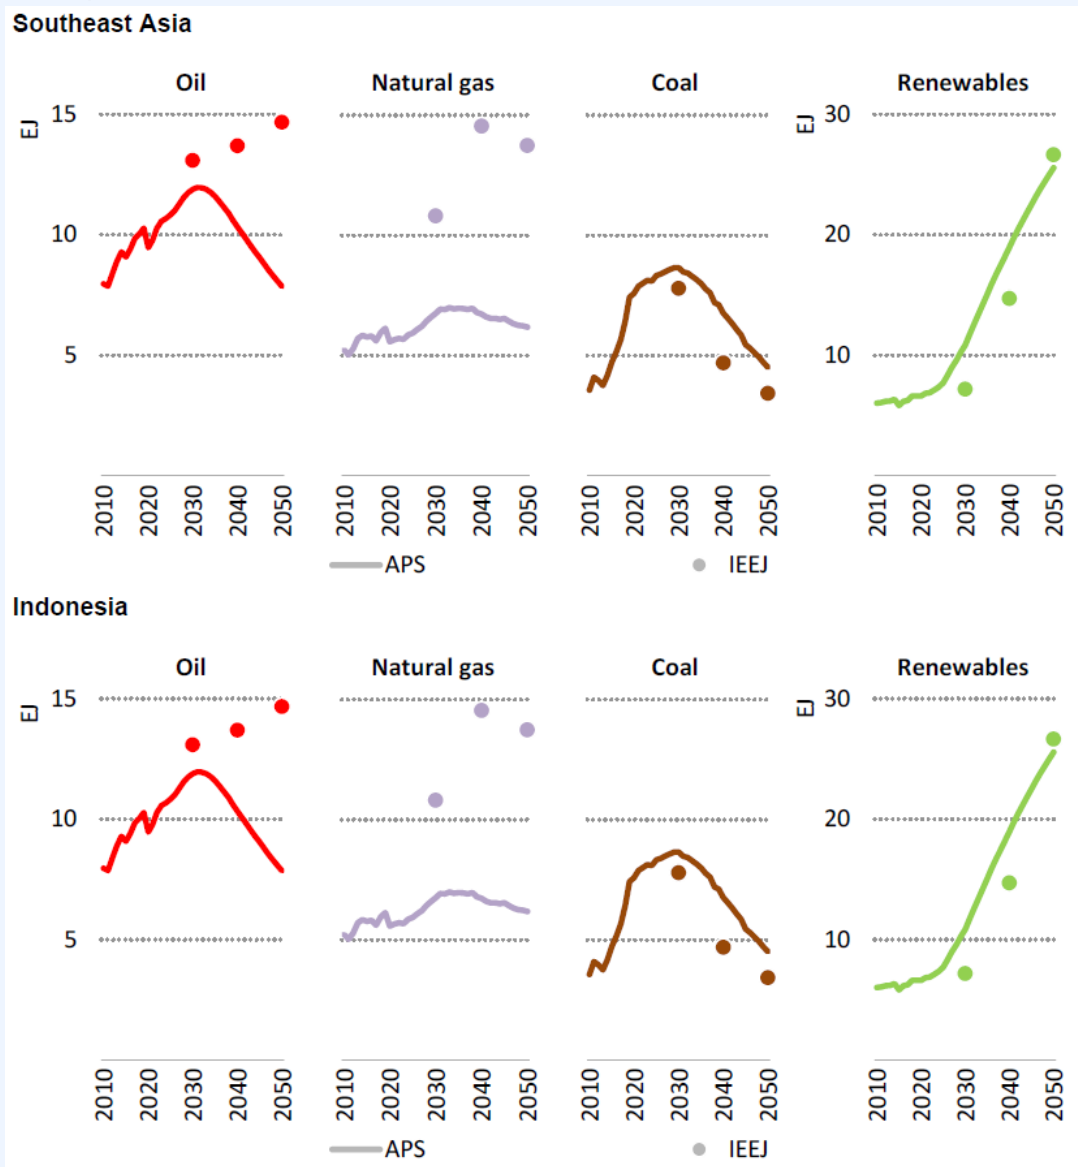 Southeast Asia
Oil Natural gas Coal Renewables
EJ 15 EJ 30
10 20
5 10
2010 2020 2030 2040 2050 2010 2020 2030 2040 2050 2010 2020 2030 2040 2050 2010 2020 2030 2040 2050
APS IEEJ
Indonesia
Oil Natural gas Coal Renewables
EJ 15 EJ 30
10 20
5 10
2010 2020 2030 2040 2050 2010 2020 2030 2040 2050 2010 2020 2030 2040 2050 2010 2020 2030 2040 2050
APS IEEJ